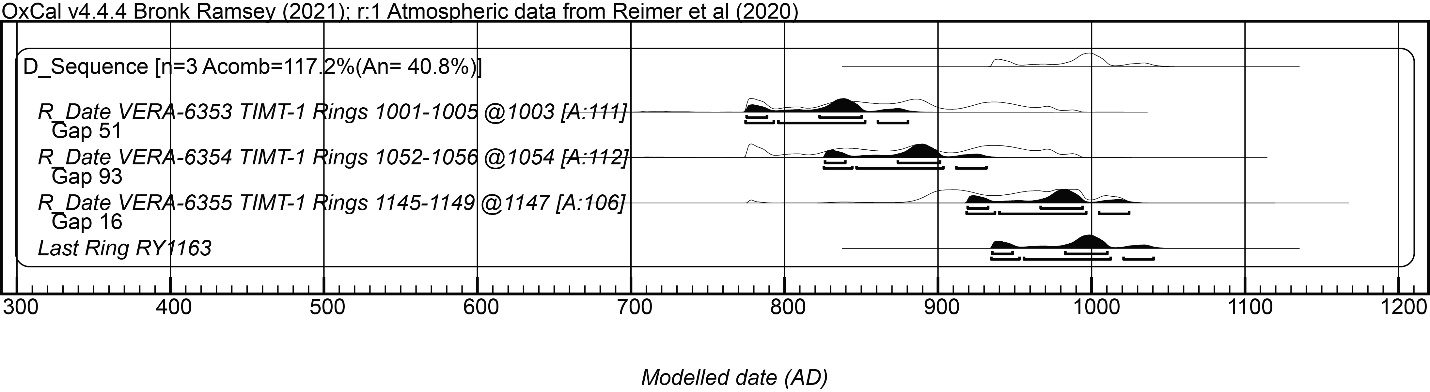 OxCal v4.4.4 Bronk Ramsey (2021); r:1 Atmospheric data from Reimer et al (2020)
D_Sequence [n=3 Acomb=117.2%(An= 40.8%)]
R_Date VERA-6353 TIMT-1 Rings 1001-1005 @1003 [A:111]
Gap 51
R_Date VERA-6354 TIMT-1 Rings 1052-1056 @1054 [A:112]
Gap 93
R_Date VERA-6355 TIMT-1 Rings 1145-1149 @1147 [A:106]
Gap 16
Last Ring RY1163
300 400 500 600 700 800 900 1000 1100 1200
Modelled date (AD)